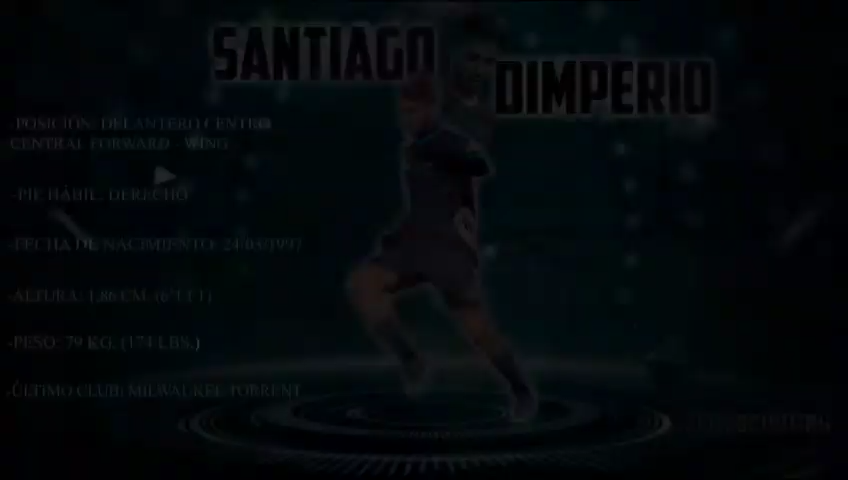 SANTIAGO
DIMPERIO
-POSICIÓN: DELANTERO CENTRO
CENTRAL FORWARD - WING
-PIE HÁBIL: DERECHO
-FECHA DE NACIMIENTO: 24/03/1997
-ALTURA: 1,86 CM. (6'1 FT)
-PESO: 79 KG. (174 LBS.)
-ÚLTIMO CLUB: MILWAUKEE TORRENT